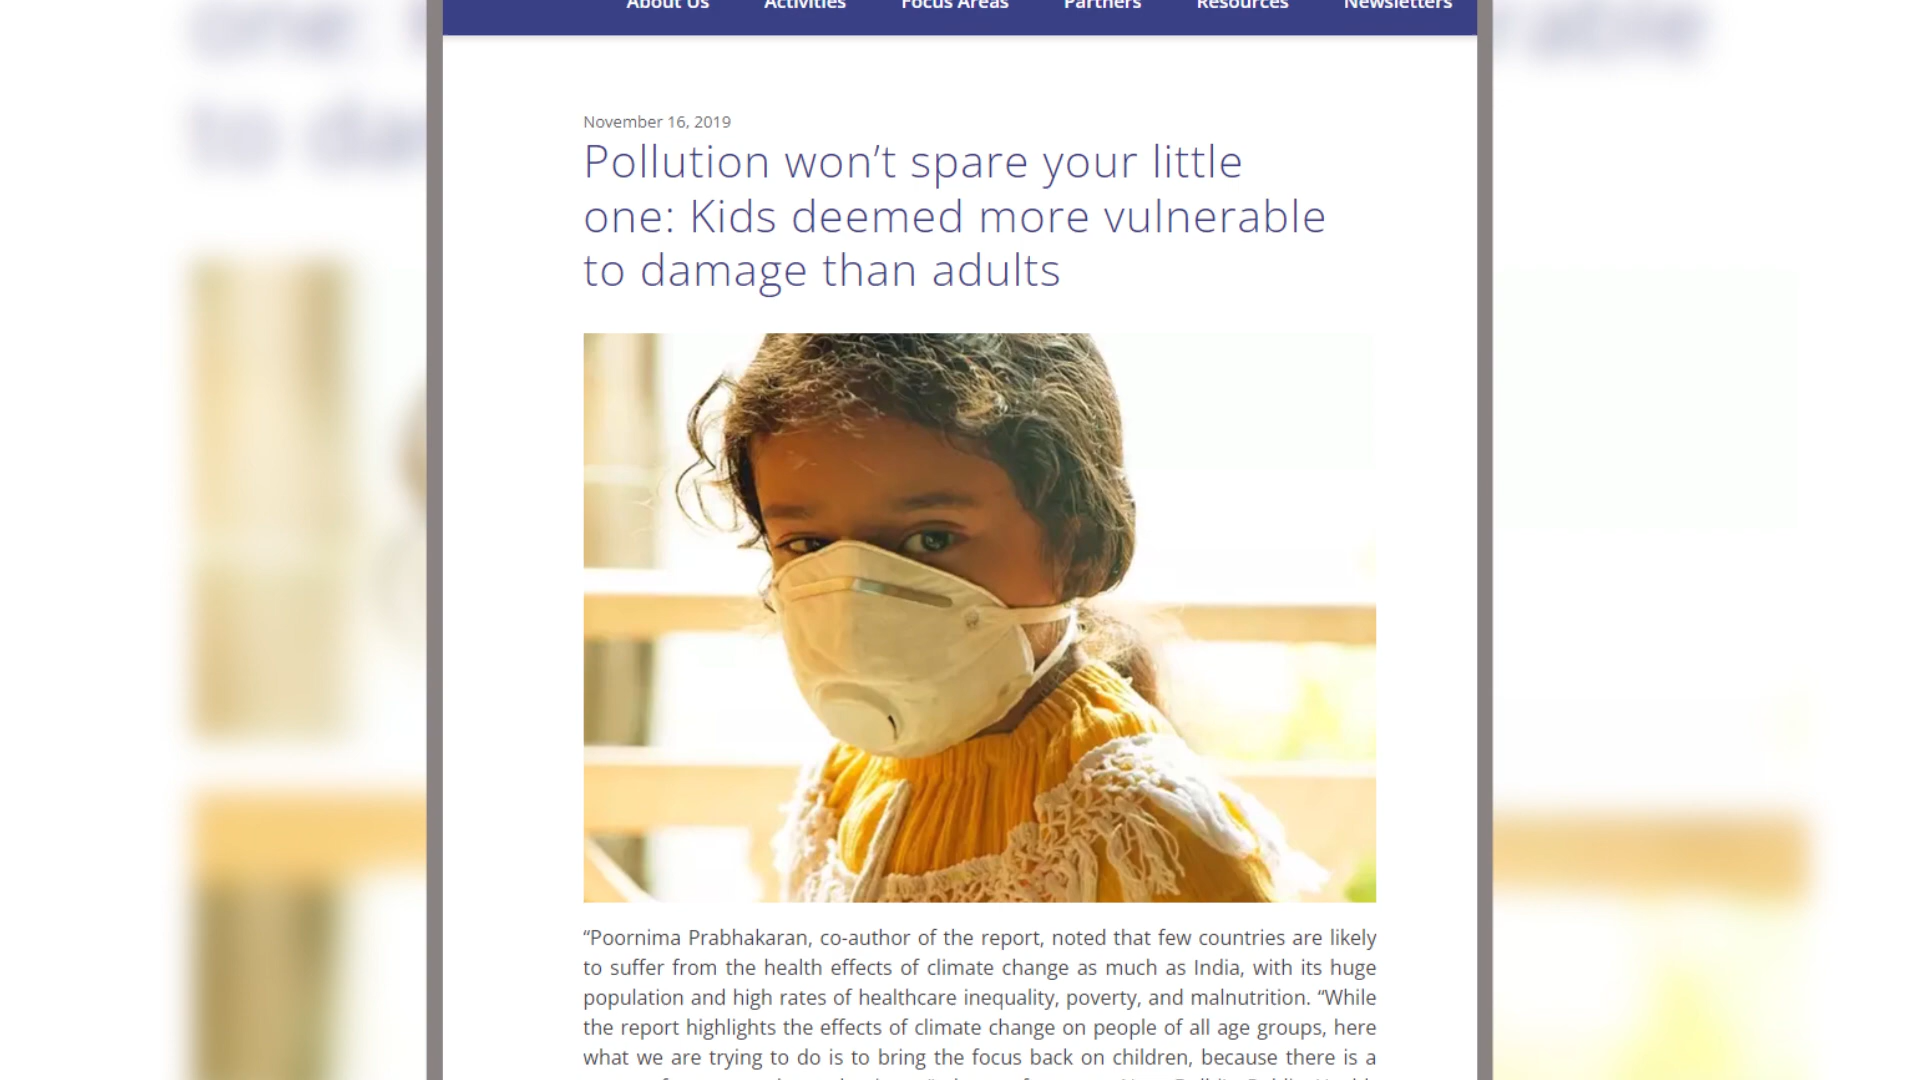 one:
rable
to da
About Us Activities Focus Areas Partners Resources Newsletters
November 16, 2019
Pollution won’t spare your little
one: Kids deemed more vulnerable
to damage than adults
“Poornima Prabhakaran, co-author of the report, noted that few countries are likely
to suffer from the health effects of climate change as much as India, with its huge
population and high rates of healthcare inequality, poverty, and malnutrition. “While
the report highlights the effects of climate change on people of all age groups, here
what we are trying to do is to bring the focus back on children, because there is a